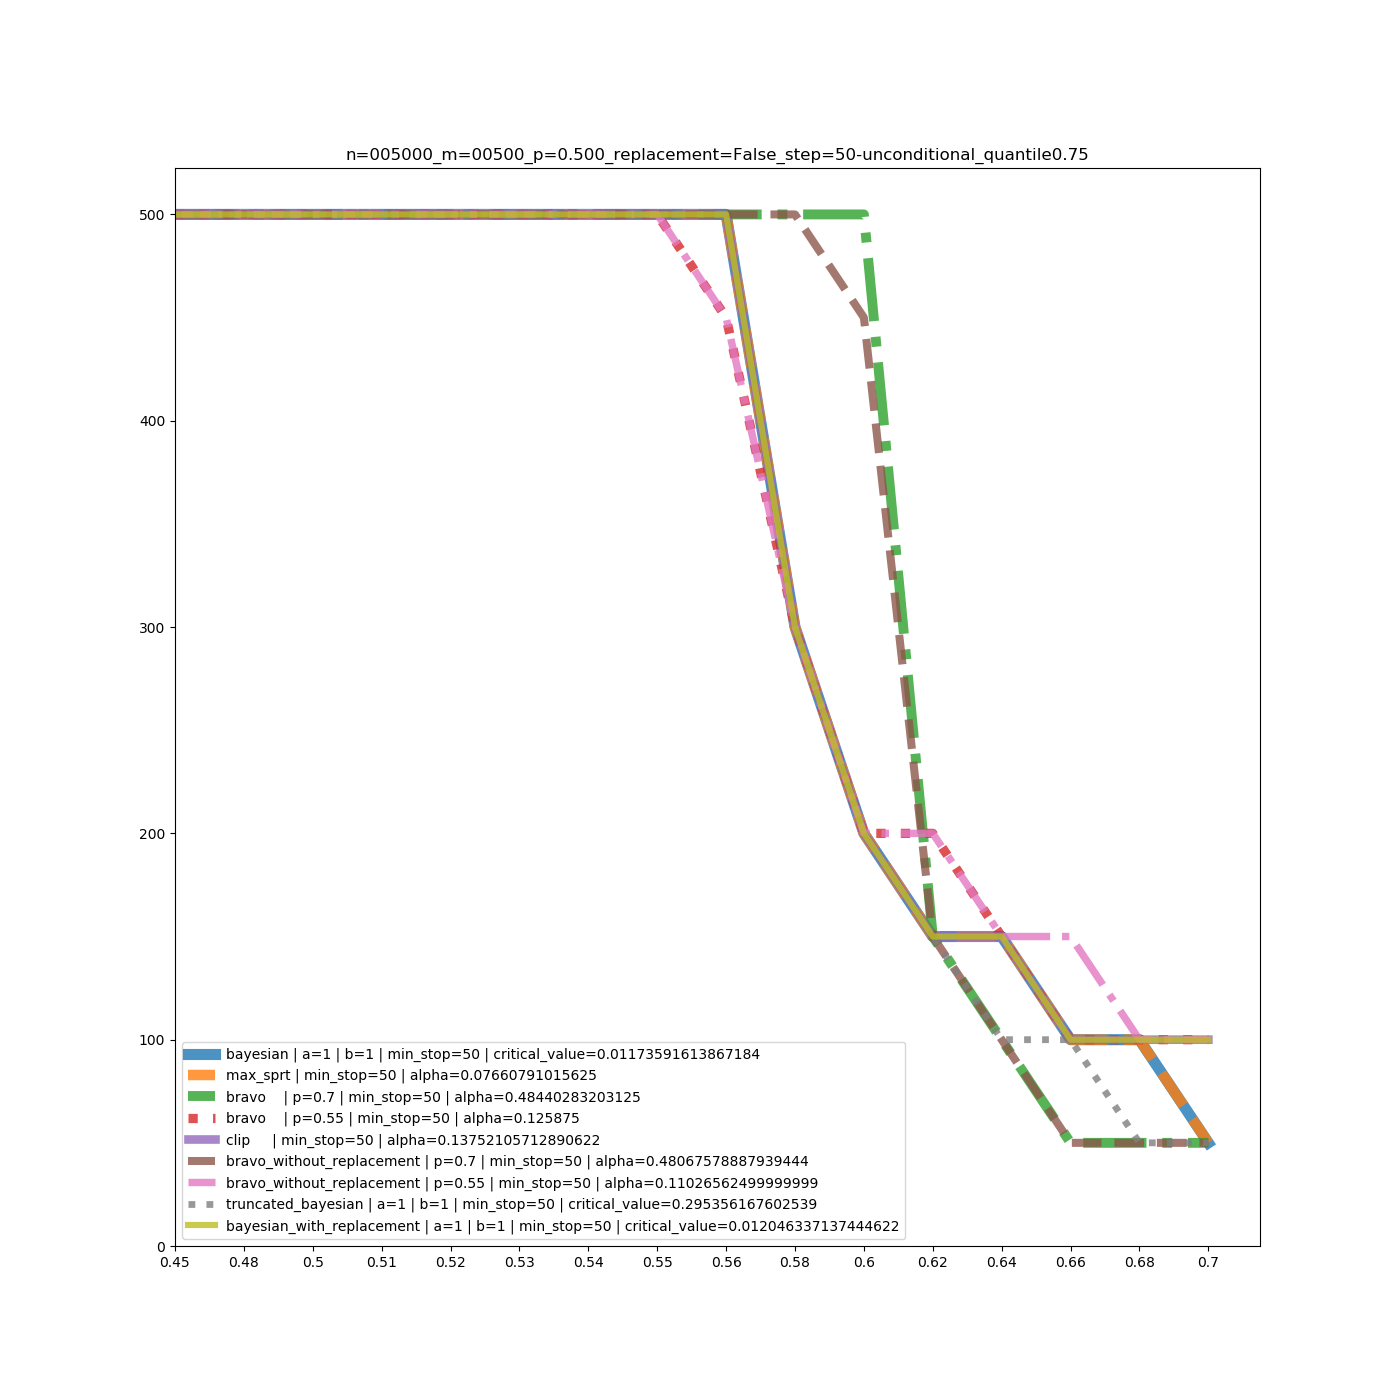 n=005000_m=00500_p=0.500_replacement=False_step=50-unconditional_quantile0.75
500
400
300
200
100
0
bayesian | a=1 | b=1 | min_stop=50 | critical_value=0.01173591613867184
max_sprt | min_stop=50 | alpha=0.07660791015625
bravo | p=0.7 | min_stop=50 | alpha=0.48440283203125
bravo | p=0.55 | min_stop=50 | alpha=0.125875
clip | min_stop=50 | alpha=0.13752105712890622
bravo_without_replacement | p=0.7 | min_stop=50 | alpha=0.48067578887939444
bravo_without_replacement | p=0.55 | min_stop=50 | alpha=0.11026562499999999
truncated_bayesian | a=1 | b=1 | min_stop=50 | critical_value=0.295356167602539
bayesian_with_replacement | a=1 | b=1 | min_stop=50 | critical_value=0.012046337137444622
0.45 0.48 0.5 0.51 0.52 0.53 0.54 0.55 0.56 0.58 0.6 0.62 0.64 0.66 0.68 0.7